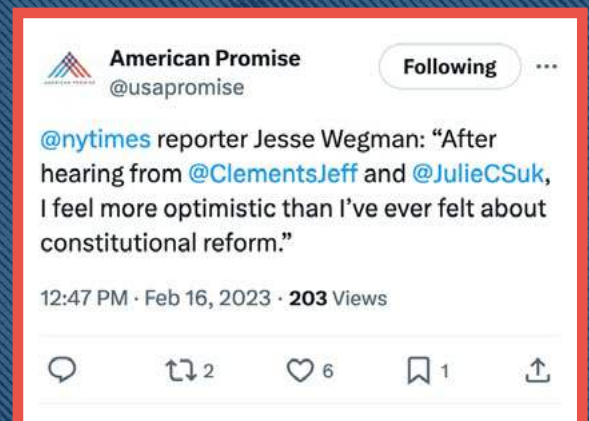 American Promise
@usapromise
Following
@nytimes reporter Jesse Wegman: “After
hearing from @ClementsJeff and @JulieCSuk,
I feel more optimistic than I’ve ever felt about
constitutional reform.”
12:47 PM · Feb 16, 2023 · 203 Views
2 6 1